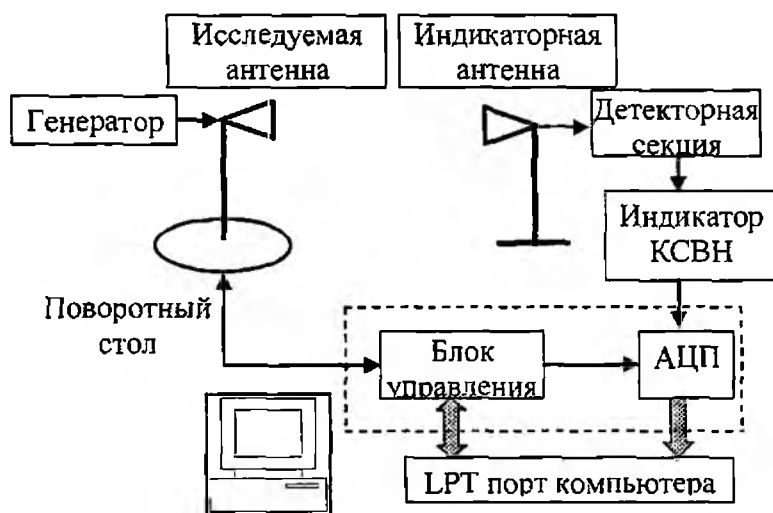 Исследуемая
антенна
Индикаторная
антенна
Генератор
Детекторная
секция
Индикатор
КСВН
Поворотный
стол
Блок
управления
АЦП
LPT порт компьютера